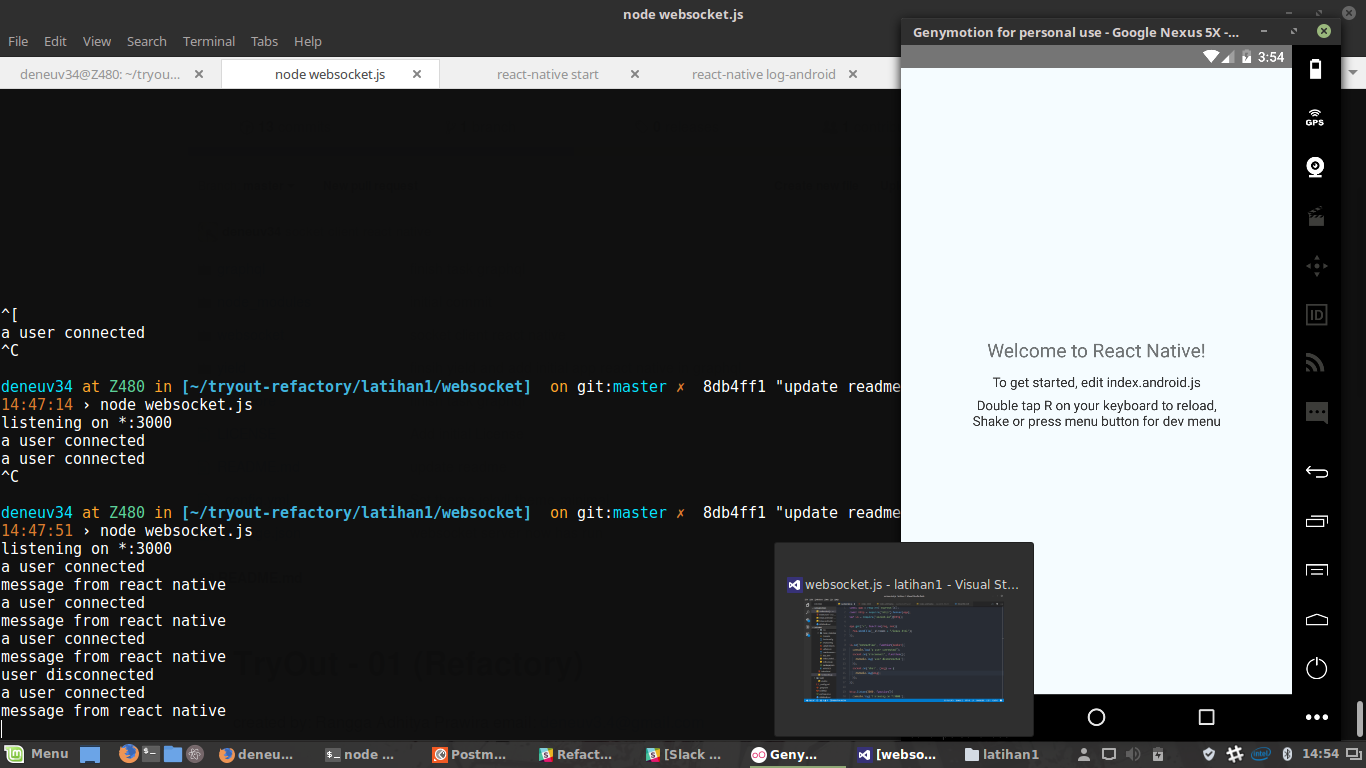 node websocket.js
File Edit View Search Terminal Tabs Help
deneuv34@Z480: ~/tryou...
node websocket.js
react-native start
react-native log-android
^[
a user connected
^C
deneuv34 at Z480 in [~/tryout-refactory/latihan1/websocket] on git:master ✗ 8db4ff1 "update readme
14:47:14 › node websocket.js
listening on *:3000
a user connected
a user connected
^C
deneuv34 at Z480 in [~/tryout-refactory/latihan1/websocket] on git:master ✗ 8db4ff1 "update readme
14:47:51 › node websocket.js
listening on *:3000
a user connected
message from react native
a user connected
message from react native
a user connected
message from react native
user disconnected
a user connected
message from react native
Genymotion for personal use - Google Nexus 5X -...
3:54
Welcome to React Native!
To get started, edit index.android.js
Double tap R on your keyboard to reload,
Shake or press menu button for dev menu
GPS
ID
websocket.js - latihan1 - Visual St...
Menu
deneu...
node ...
Postm...
Refact...
[Slack ...
Geny...
[webso...
latihan1
intel
14:54